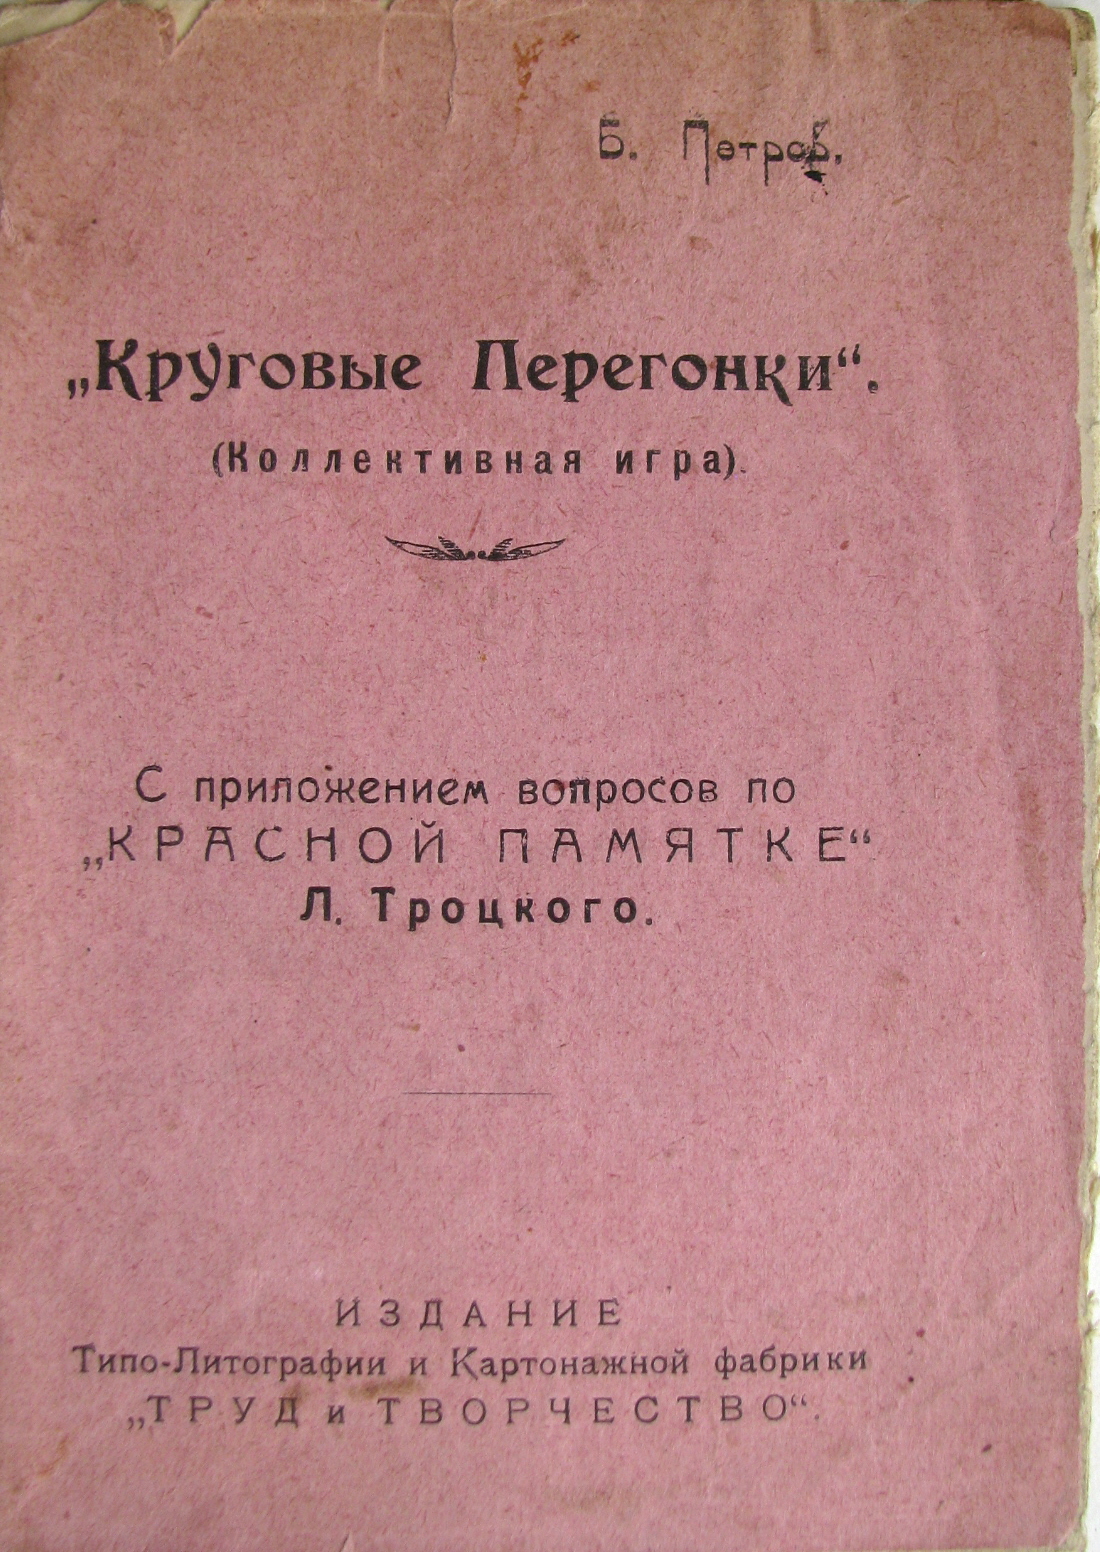 Б. Петров.
„Круговые Перегонки“.
(Коллективная игра).
С приложением вопросов по
„КРАСНОЙ ПАМЯТКЕ“
Л. Троцкого.
ИЗДАНИЕ
Типо-Литографии и Картонажной фабрики
„ТРУД и ТВОРЧЕСТВО“.